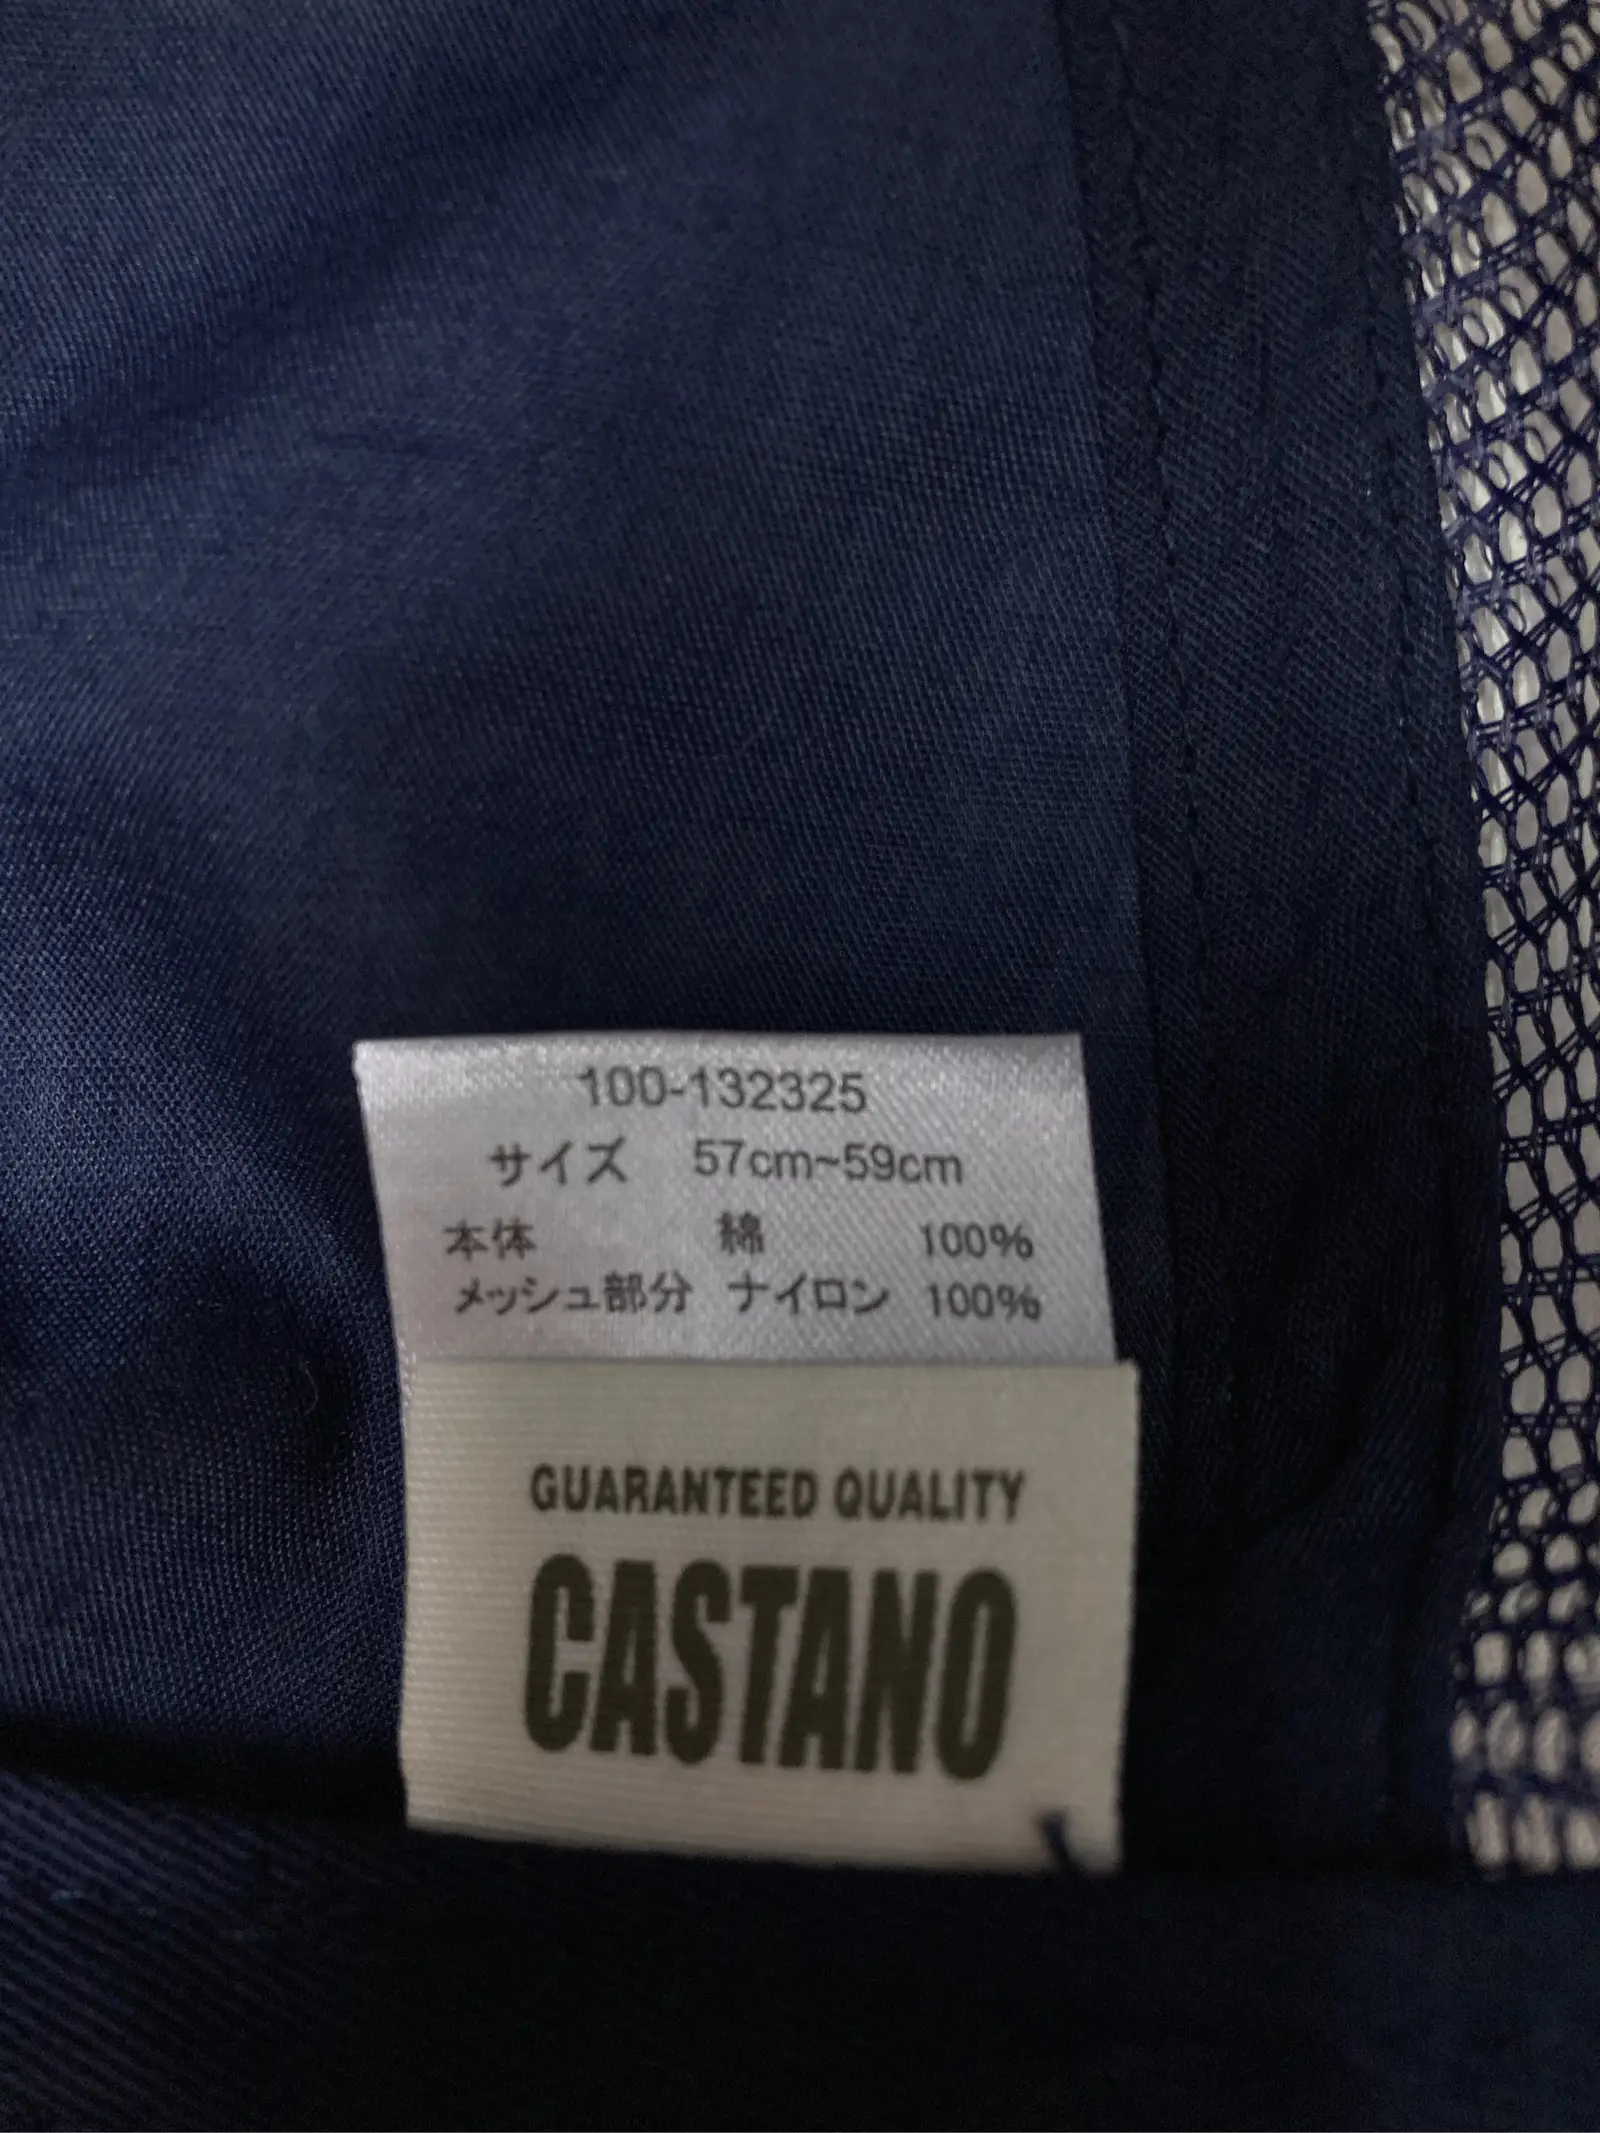 100-132325
サイズ 57cm~59cm
本体 綿 100%
メッシュ部分 ナイロン 100%
GUARANTEED QUALITY
CASTANO